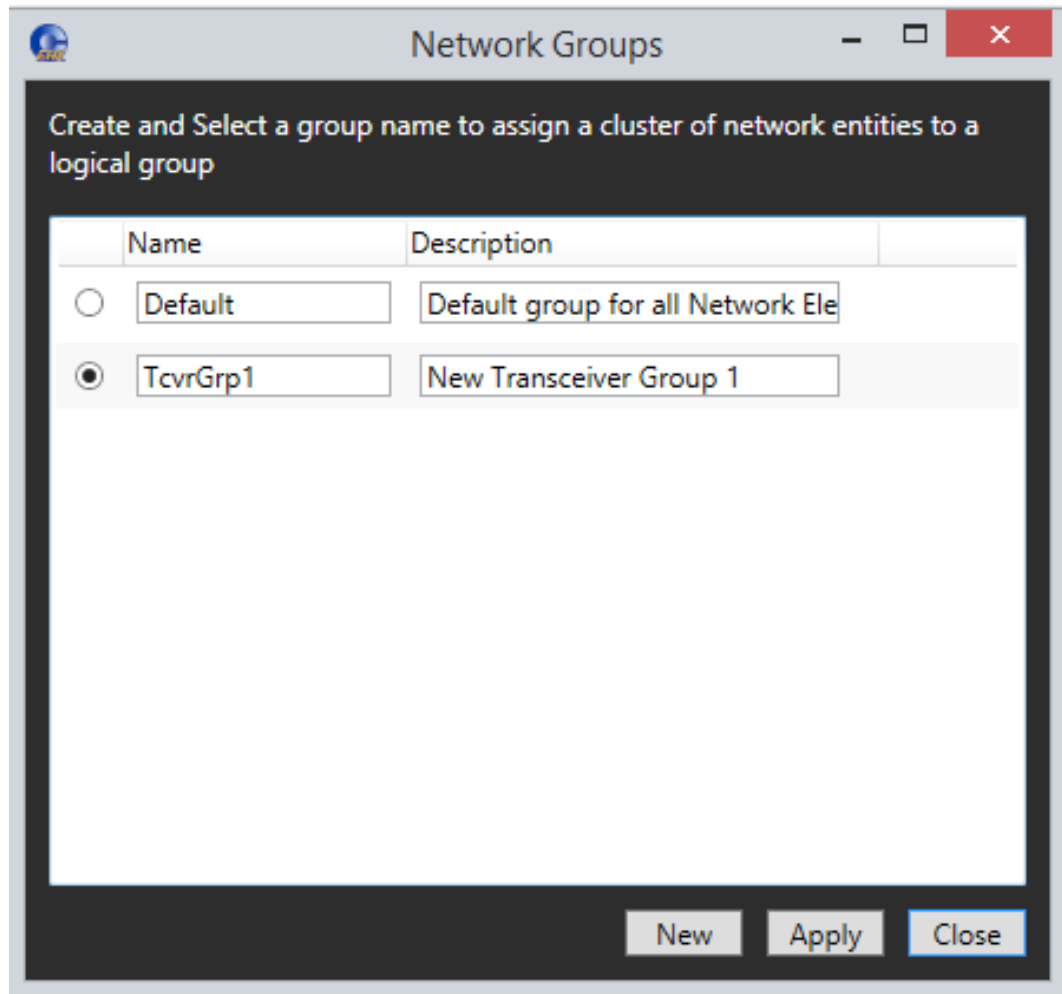 Network Groups
Create and Select a group name to assign a cluster of network entities to a
logical group
Name Description
Default Default group for all Network Ele
TcvrGrp1 New Transceiver Group 1
New Apply Close